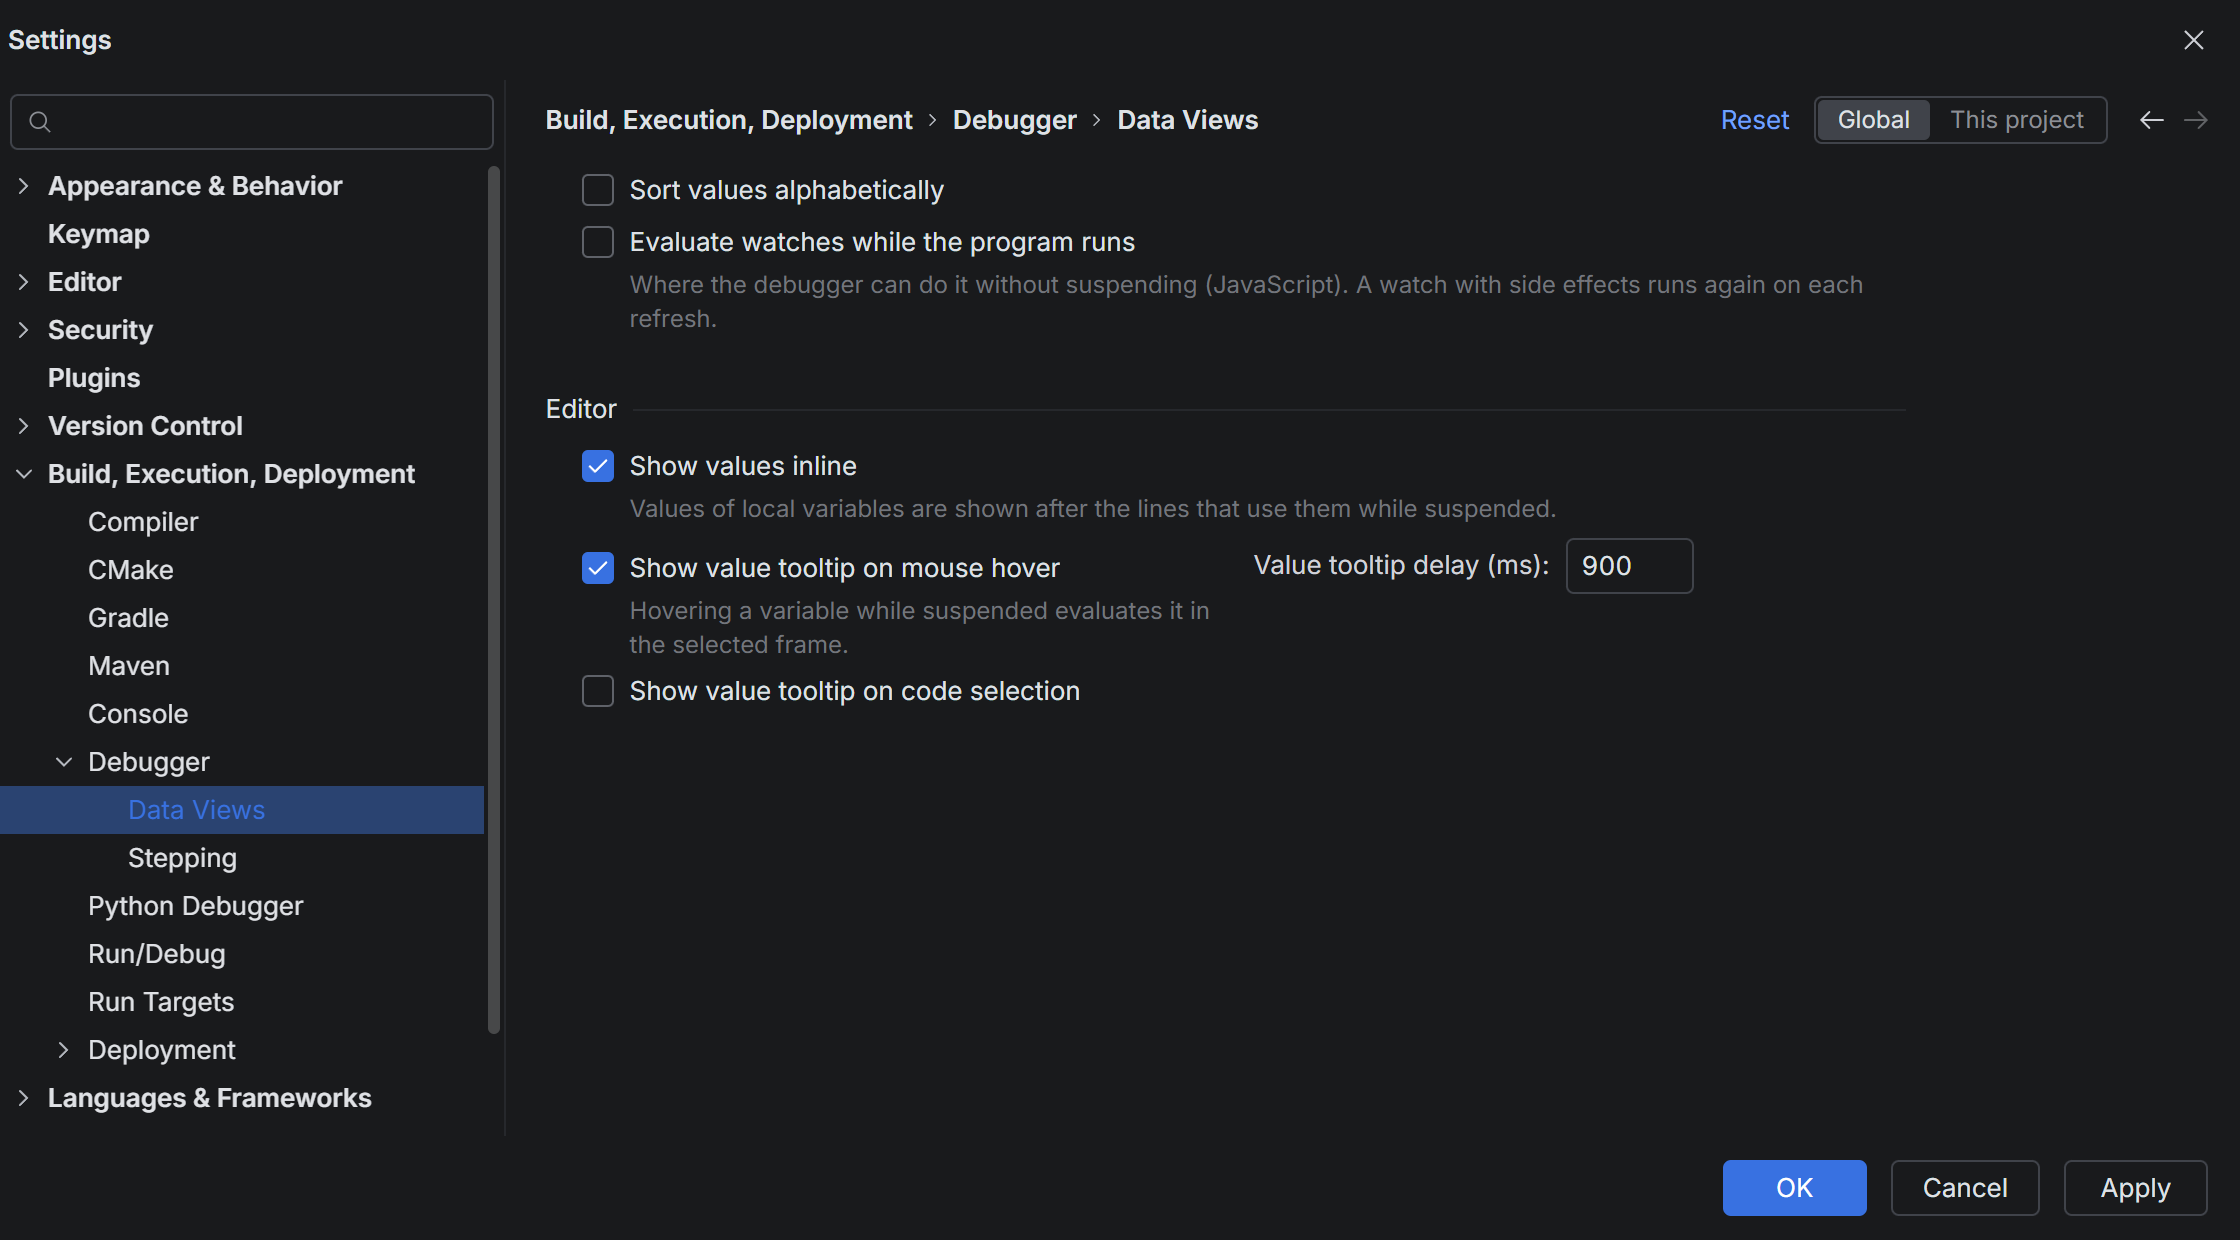 Settings
Appearance & Behavior
Keymap
Editor
Security
Plugins
Version Control
Build, Execution, Deployment
Compiler
CMake
Gradle
Maven
Console
Debugger
Data Views
Stepping
Python Debugger
Run/Debug
Run Targets
Deployment
Languages & Frameworks
Build, Execution, Deployment › Debugger › Data Views
Reset Global This project
Sort values alphabetically
Evaluate watches while the program runs
Where the debugger can do it without suspending (JavaScript). A watch with side effects runs again on each
refresh.
Editor
Show values inline
Values of local variables are shown after the lines that use them while suspended.
Show value tooltip on mouse hover Value tooltip delay (ms): 900
Hovering a variable while suspended evaluates it in
the selected frame.
Show value tooltip on code selection
OK Cancel Apply